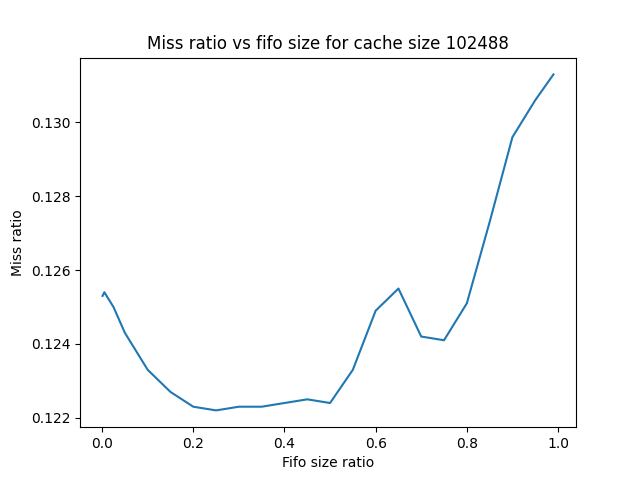 Miss ratio vs fifo size for cache size 102488
0.130
0.128
0.126
0.124
0.122
Miss ratio
0.0 0.2 0.4 0.6 0.8 1.0
Fifo size ratio